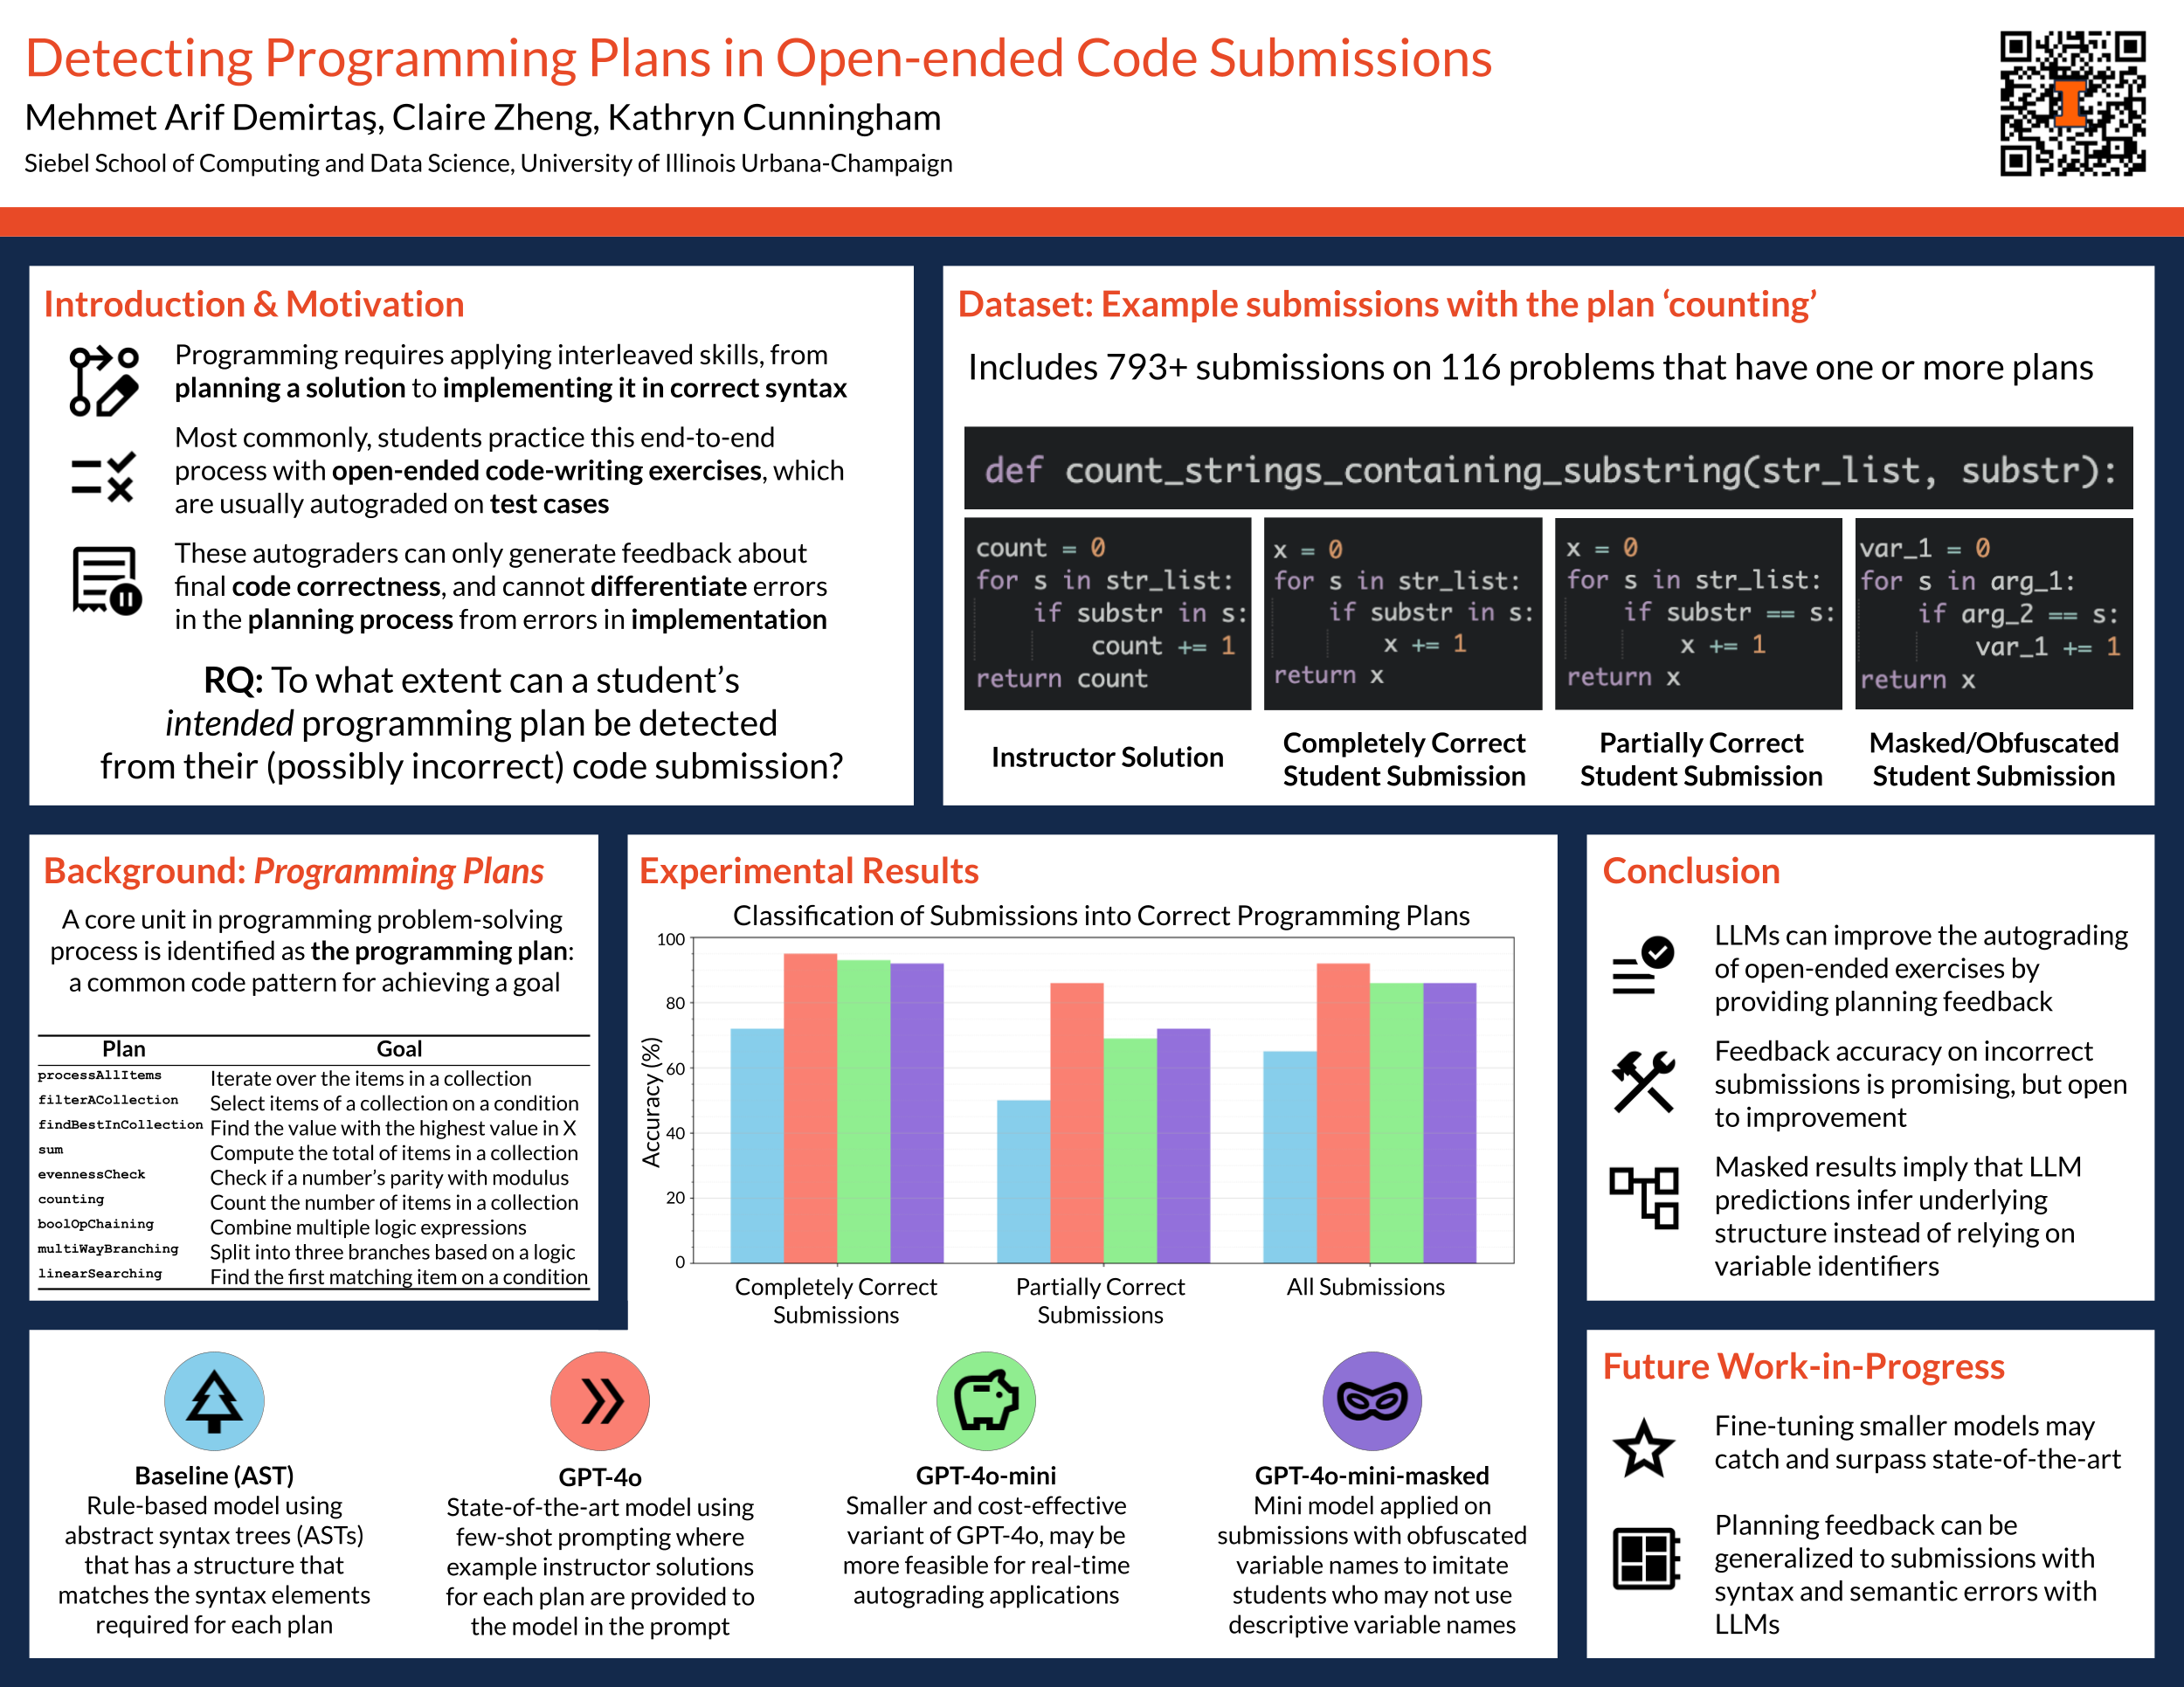 Detecting Programming Plans in Open-ended Code Submissions
Mehmet Arif Demirtaş, Claire Zheng, Kathryn Cunningham
Siebel School of Computing and Data Science, University of Illinois Urbana-Champaign
I
Introduction & Motivation
Programming requires applying interleaved skills, from
planning a solution to implementing it in correct syntax
Most commonly, students practice this end-to-end
process with open-ended code-writing exercises, which
are usually autograded on test cases
These autograders can only generate feedback about
final code correctness, and cannot differentiate errors
in the planning process from errors in implementation
RQ: To what extent can a student's
intended programming plan be detected
from their (possibly incorrect) code submission?
Dataset: Example submissions with the plan ‘counting’
Includes 793+ submissions on 116 problems that have one or more plans
def count_strings_containing_substring(str_list, substr):
count = 0
for s in str_list:
if substr in s:
count += 1
return count
Instructor Solution
x = 0
for s in str_list:
if substr in s:
x += 1
return x
Completely Correct
Student Submission
x = 0
for s in str_list:
if substr == s:
x += 1
return x
Partially Correct
Student Submission
var_1 = 0
for s in arg_1:
if arg_2 == s:
var_1 += 1
return x
Masked/Obfuscated
Student Submission
Background: Programming Plans
A core unit in programming problem-solving
process is identified as the programming plan:
a common code pattern for achieving a goal
Plan Goal
processAllItems Iterate over the items in a collection
filterACollection Select items of a collection on a condition
findBestInCollection Find the value with the highest value in X
sum Compute the total of items in a collection
evennessCheck Check if a number's parity with modulus
counting Count the number of items in a collection
boolOpChaining Combine multiple logic expressions
multiWayBranching Split into three branches based on a logic
linearSearching Find the first matching item on a condition
Experimental Results
Classification of Submissions into Correct Programming Plans
Accuracy (%)
100
80
60
40
20
0
Completely Correct
Submissions
Partially Correct
Submissions
All Submissions
Baseline (AST)
Rule-based model using
abstract syntax trees (ASTs)
that has a structure that
matches the syntax elements
required for each plan
GPT-4o
State-of-the-art model using
few-shot prompting where
example instructor solutions
for each plan are provided to
the model in the prompt
GPT-4o-mini
Smaller and cost-effective
variant of GPT-4o, may be
more feasible for real-time
autograding applications
GPT-4o-mini-masked
Mini model applied on
submissions with obfuscated
variable names to imitate
students who may not use
descriptive variable names
Conclusion
LLMs can improve the autograding
of open-ended exercises by
providing planning feedback
Feedback accuracy on incorrect
submissions is promising, but open
to improvement
Masked results imply that LLM
predictions infer underlying
structure instead of relying on
variable identifiers
Future Work-in-Progress
Fine-tuning smaller models may
catch and surpass state-of-the-art
Planning feedback can be
generalized to submissions with
syntax and semantic errors with
LLMs